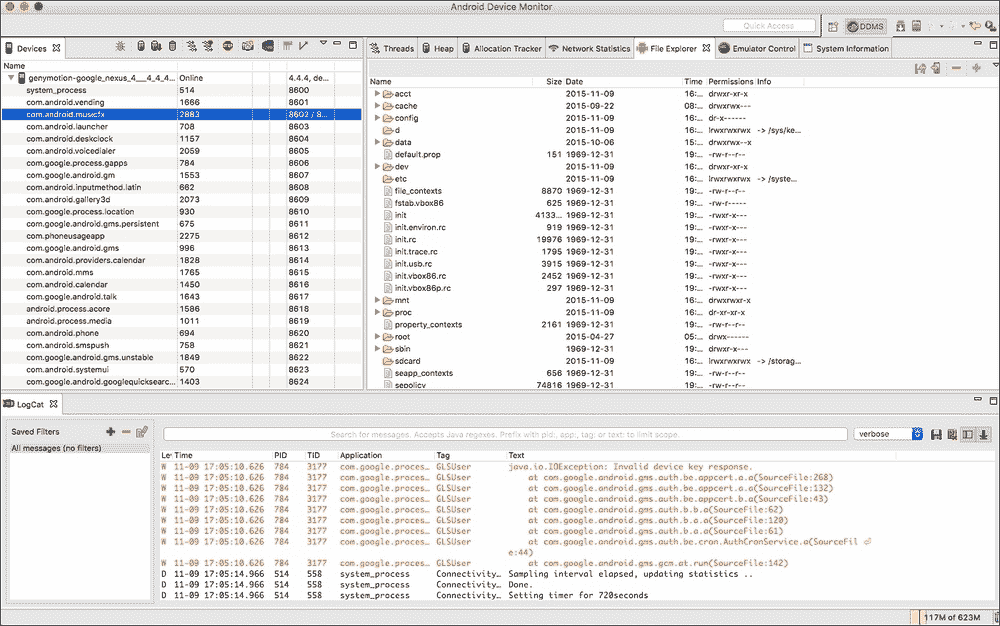 Android Device Monitor
Quick Access
DDMS
Devices
Name
genymotion-google_nexus_4___4_4_4... Online 4.4.4, de...
system_process 514 8600
com.android.vending 1666 8601
com.android.musicfx 2883 8602 / 8...
com.android.launcher 708 8603
com.android.deskclock 1157 8604
com.android.voicedialer 2059 8605
com.google.process.gapps 784 8606
com.google.android.gm 1553 8607
com.android.inputmethod.latin 662 8608
com.android.gallery3d 2073 8609
com.google.process.location 930 8610
com.google.android.gms.persistent 675 8611
com.phoneusageapp 2275 8612
com.google.android.gms 996 8613
com.android.providers.calendar 1828 8614
com.android.mms 1765 8615
com.android.calendar 1450 8616
com.google.android.talk 1643 8617
android.process.acore 1586 8618
android.process.media 1011 8619
com.android.phone 694 8620
com.android.smspush 758 8621
com.google.android.gms.unstable 1849 8622
com.android.systemui 570 8623
com.google.android.googlequicksearc... 1403 8624
Threads Heap Allocation Tracker Network Statistics File Explorer Emulator Control System Information
Name Size Date Time Permissions Info
acct 2015-11-09 16:... drwxr-xr-x
cache 2015-09-22 08:... drwxrwx---
config 2015-11-09 16:... dr-x------
d 2015-11-09 16:... lrwxrwxrwx -> /sys/ke...
data 2015-10-06 15:... drwxrwx--x
default.prop 151 1969-12-31 19:... -rw-r--r--
dev 2015-11-09 16:... drwxr-xr-x
etc 2015-11-09 16:... lrwxrwxrwx -> /syste...
file_contexts 8870 1969-12-31 19:... -rw-r--r--
fstab.vbox86 625 1969-12-31 19:... -rw-r-----
init 4133... 1969-12-31 19:... -rwxr-x---
init.environ.rc 919 1969-12-31 19:... -rwxr-x---
init.rc 19976 1969-12-31 19:... -rwxr-x---
init.trace.rc 1795 1969-12-31 19:... -rwxr-x---
init.usb.rc 3915 1969-12-31 19:... -rwxr-x---
init.vbox86.rc 2452 1969-12-31 19:... -rwxr-x---
init.vbox86p.rc 297 1969-12-31 19:... -rwxr-x---
mnt 2015-11-09 16:... drwxrwxr-x
proc 2015-11-09 16:... dr-xr-xr-x
property_contexts 2161 1969-12-31 19:... -rw-r--r--
root 2015-04-27 05:... drwx------
sbin 1969-12-31 19:... drwxr-x---
sdcard 2015-11-09 16:... lrwxrwxrwx -> /storag...
seapp_contexts 656 1969-12-31 19:... -rw-r--r--
sepolicy 74816 1969-12-31 19:... -rw-r--r--
LogCat
Saved Filters
All messages (no filters)
Search for messages. Accepts Java regexes. Prefix with pid:, app:, tag: or text: to limit scope.
verbose
Le Time PID TID Application Tag Text
W 11-09 17:05:10.626 784 3177 com.google.proces... GLSUser java.io.IOException: Invalid device key response.
W 11-09 17:05:10.626 784 3177 com.google.proces... GLSUser at com.google.android.gms.auth.be.appcert.a.a(SourceFile:268)
W 11-09 17:05:10.626 784 3177 com.google.proces... GLSUser at com.google.android.gms.auth.be.appcert.b.a(SourceFile:132)
W 11-09 17:05:10.626 784 3177 com.google.proces... GLSUser at com.google.android.gms.auth.be.appcert.b.a(SourceFile:43)
W 11-09 17:05:10.626 784 3177 com.google.proces... GLSUser at com.google.android.gms.auth.b.b.a(SourceFile:62)
W 11-09 17:05:10.626 784 3177 com.google.proces... GLSUser at com.google.android.gms.auth.b.a.a(SourceFile:120)
W 11-09 17:05:10.626 784 3177 com.google.proces... GLSUser at com.google.android.gms.auth.b.a.a(SourceFile:61)
W 11-09 17:05:10.626 784 3177 com.google.proces... GLSUser at com.google.android.gms.auth.be.cron.AuthCronService.a(SourceFil
e:44)
W 11-09 17:05:10.626 784 3177 com.google.proces... GLSUser at com.google.android.gms.gcm.at.run(SourceFile:142)
D 11-09 17:05:14.966 514 558 system_process Connectivity... Sampling interval elapsed, updating statistics ..
D 11-09 17:05:14.966 514 558 system_process Connectivity... Done.
D 11-09 17:05:14.966 514 558 system_process Connectivity... Setting timer for 720seconds
117M of 623M